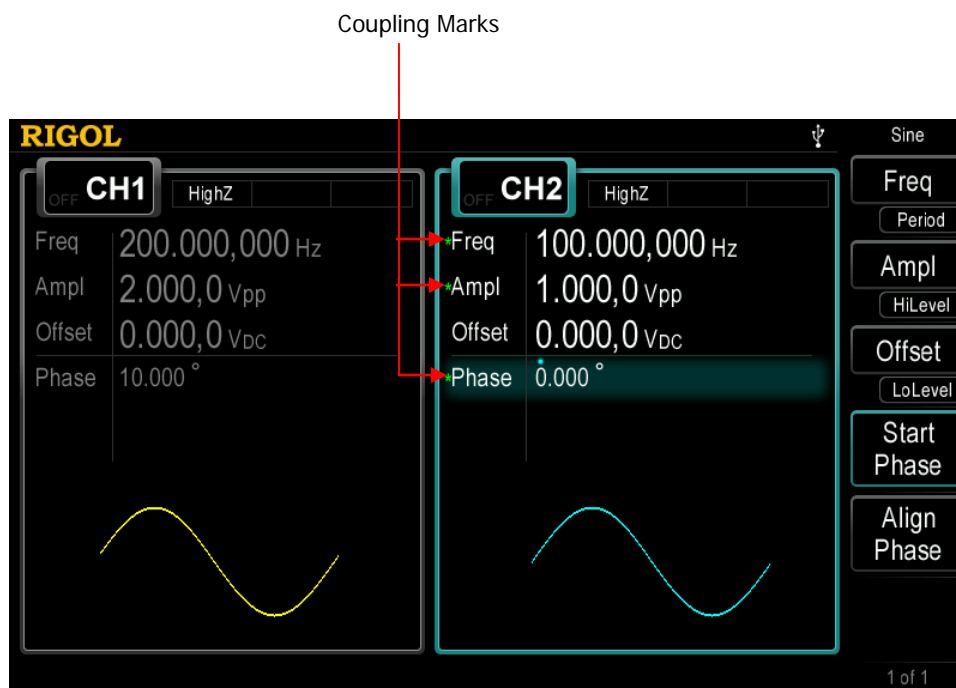 Coupling Marks
RIGOL
Sine
OFF CH1 HighZ
Freq 200.000,000 Hz
Ampl 2.000,0 Vpp
Offset 0.000,0 VDC
Phase 10.000 °
OFF CH2 HighZ
*Freq 100.000,000 Hz
*Ampl 1.000,0 Vpp
Offset 0.000,0 VDC
*Phase 0.000 °
Freq
Period
Ampl
HiLevel
Offset
LoLevel
Start
Phase
Align
Phase
1 of 1